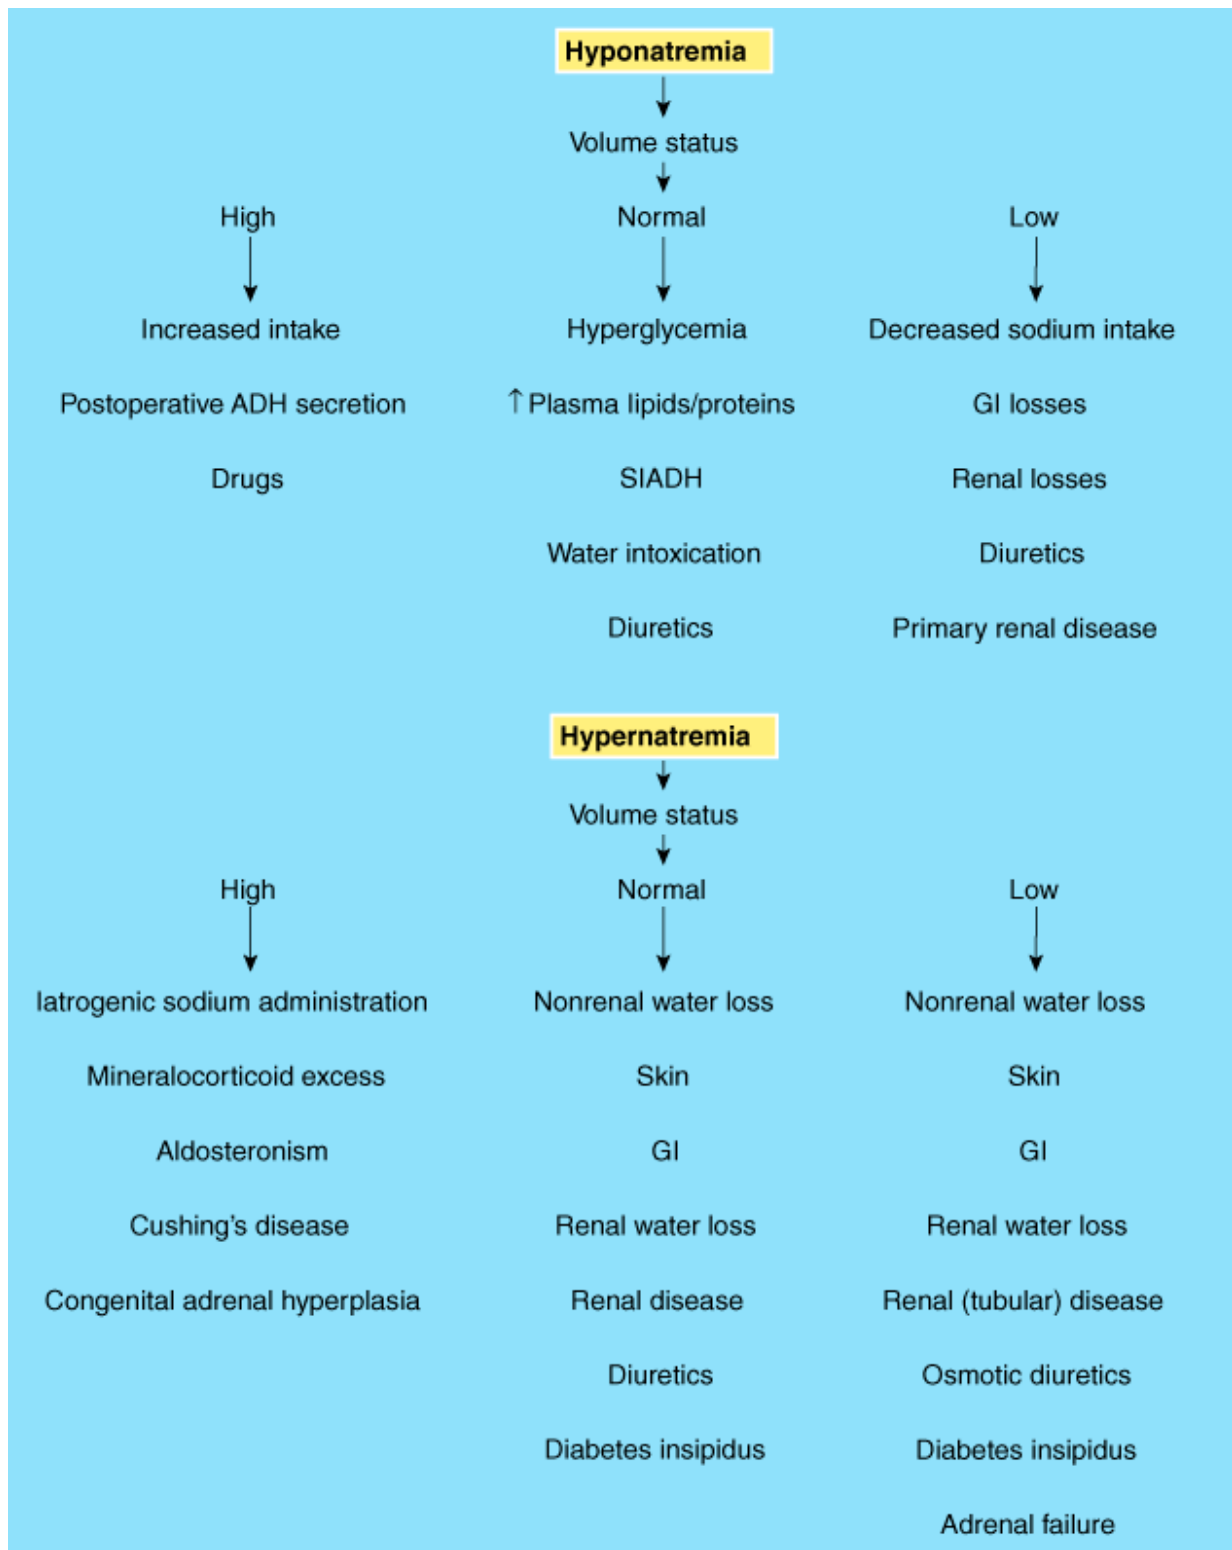 Hyponatremia
Volume status
High Normal Low
Increased intake Hyperglycemia Decreased sodium intake
Postoperative ADH secretion ↑Plasma lipids/proteins GI losses
Drugs SIADH Renal losses
Water intoxication Diuretics
Diuretics Primary renal disease
Hypernatremia
Volume status
High Normal Low
Iatrogenic sodium administration Nonrenal water loss Nonrenal water loss
Mineralocorticoid excess Skin Skin
Aldosteronism GI GI
Cushing's disease Renal water loss Renal water loss
Congenital adrenal hyperplasia Renal disease Renal (tubular) disease
Diuretics Osmotic diuretics
Diabetes insipidus Diabetes insipidus
Adrenal failure